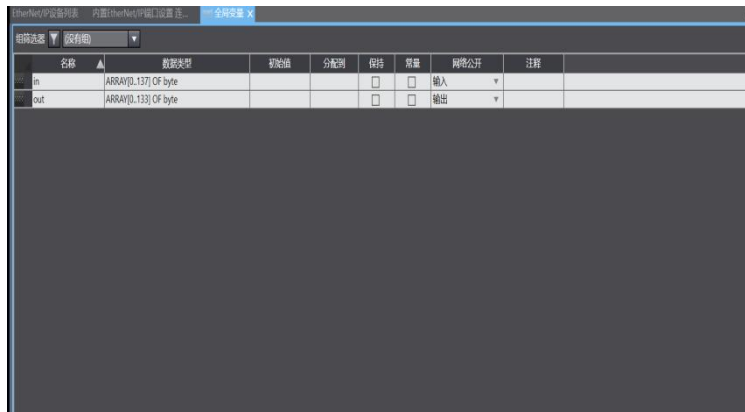 EtherNet/IP设备列表 内置EtherNet/IP端口设置 连... 全局变量 x
组筛选器 (没有组)
名称 数据类型 初始值 分配到 保持 常量 网络公开 注释
in ARRAY[0..137] OF byte 输入
out ARRAY[0..133] OF byte 输出